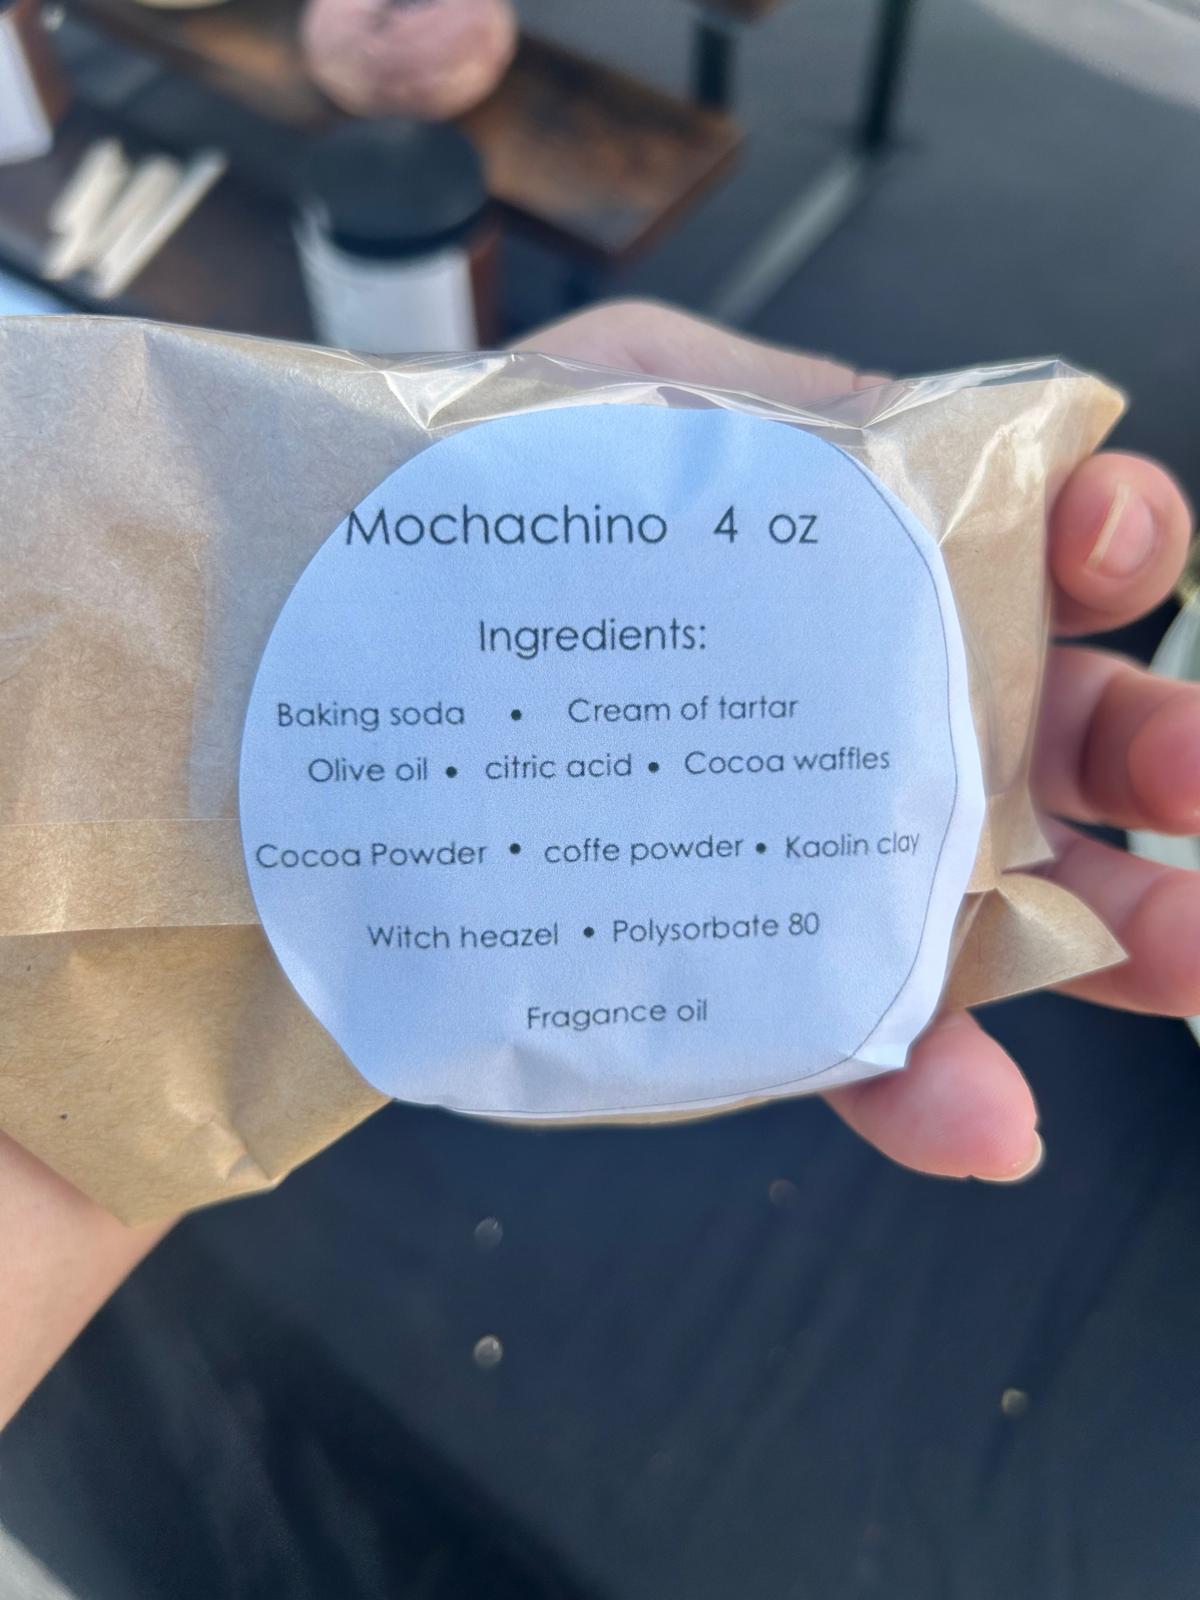 Mochachino 4 oz
Ingredients:
Baking soda • Cream of tartar
Olive oil • citric acid • Cocoa waffles
Cocoa Powder • coffe powder • Kaolin clay
Witch heazel • Polysorbate 80
Fragance oil